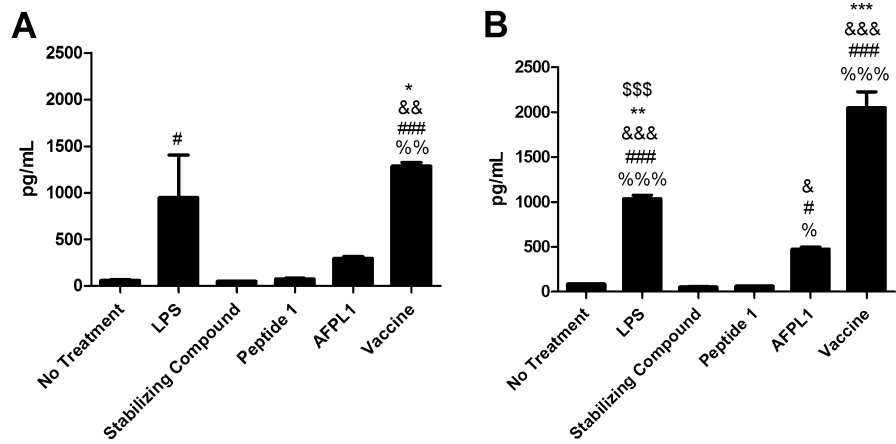 A
2500
2000
1500
1000
500
0
pg/mL
#
*
&&
###
%%
No Treatment
LPS
Stabilizing Compound
Peptide 1
AFPL1
Vaccine
B
2500
2000
1500
1000
500
0
pg/mL
$$$
**
&&&
###
%%%
&
#
%
***
&&&
###
%%%
No Treatment
LPS
Stabilizing Compound
Peptide 1
AFPL1
Vaccine